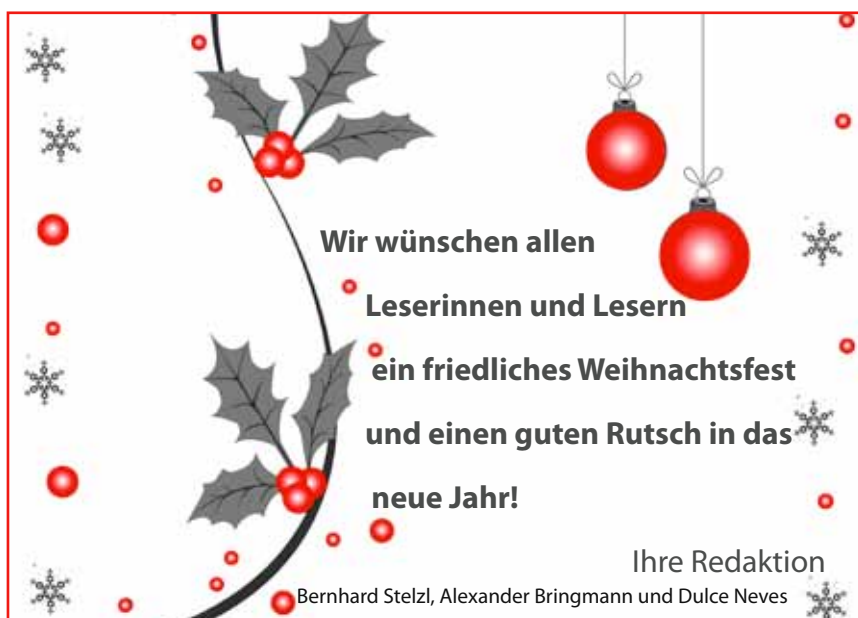 Wir wünschen allen
Leserinnen und Lesern
ein friedliches Weihnachtsfest
und einen guten Rutsch in das
neue Jahr!
Ihre Redaktion
Bernhard Stelzl, Alexander Bringmann und Dulce Neves